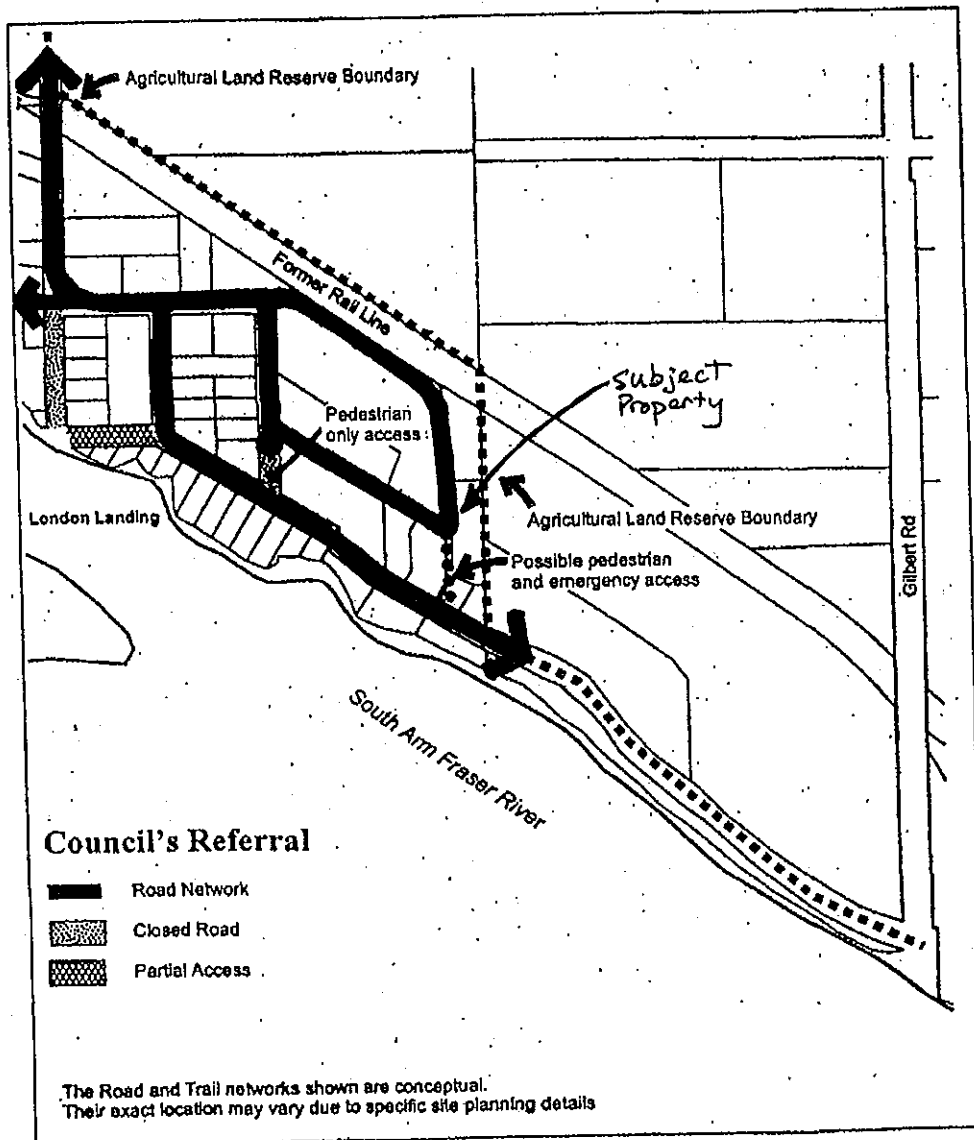 Agricultural Land Reserve Boundary
Former Rail Line
subject
Property
Pedestrian
only access
London Landing
Agricultural Land Reserve Boundary
Possible pedestrian
and emergency access
Gilbert Rd
South Arm Fraser River
Council's Referral
Road Network
Closed Road
Partial Access
The Road and Trail networks shown are conceptual.
Their exact location may vary due to specific site planning details